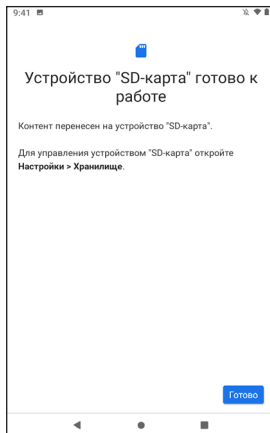 9:41
Устройство "SD-карта" готово к
работе
Контент перенесен на устройство "SD-карта".
Для управления устройством "SD-карта" откройте
Настройки > Хранилище.
Готово